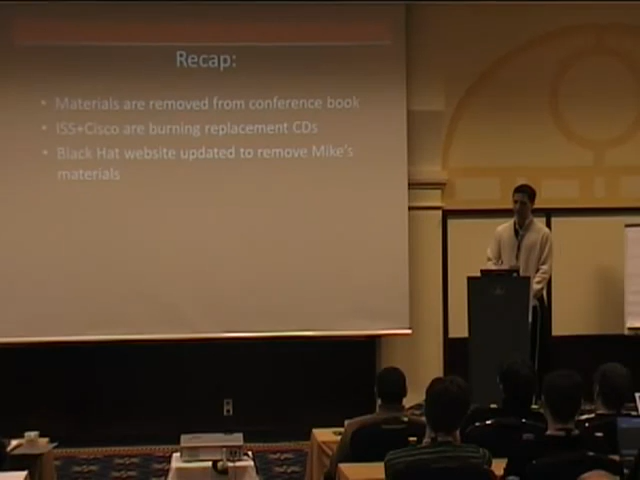 Recap:
• Materials are removed from conference book
• ISS+Cisco are burning replacement CDs
• Black Hat website updated to remove Mike's
materials